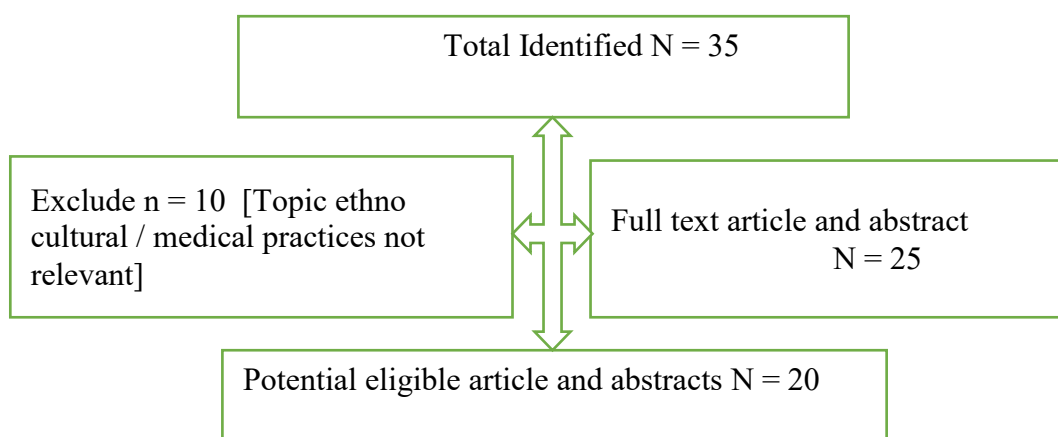 Total Identified N = 35
Exclude n = 10 [Topic ethno
cultural / medical practices not
relevant]
Full text article and abstract
N = 25
Potential eligible article and abstracts N = 20